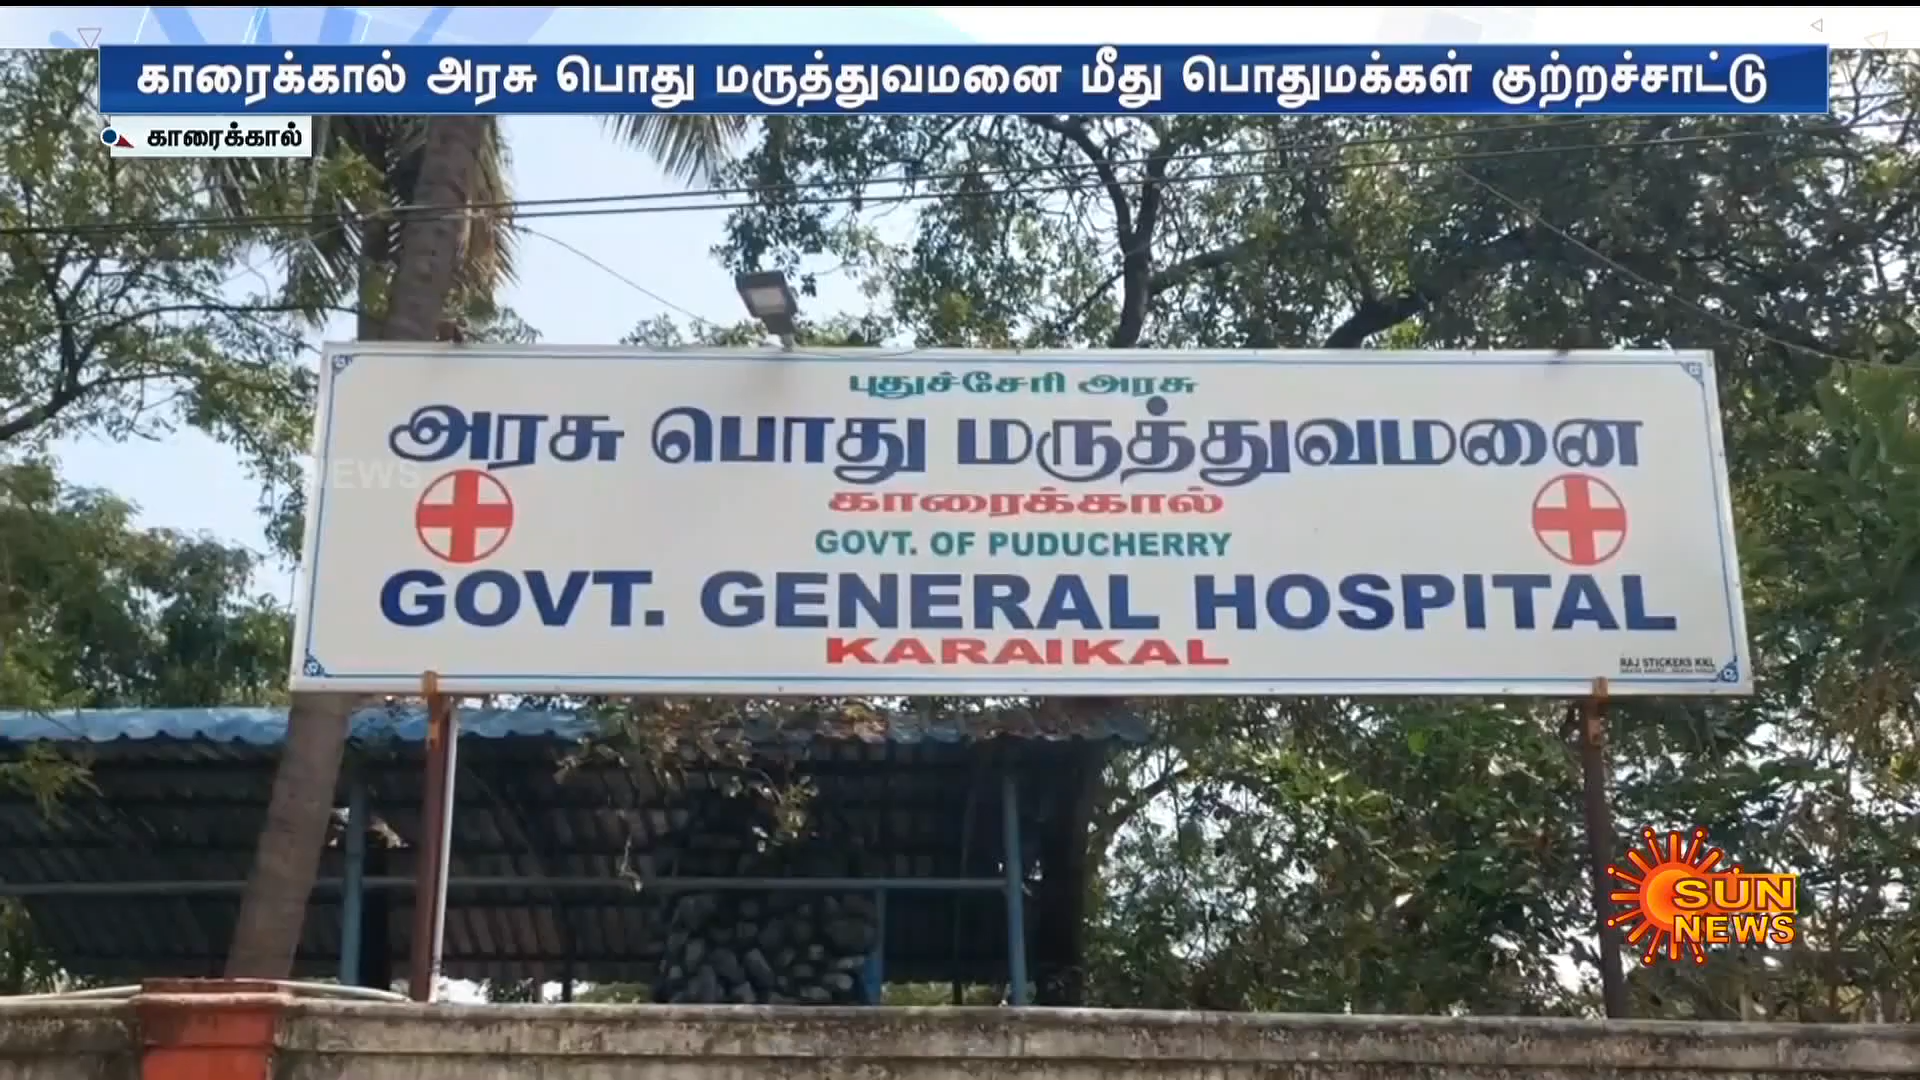 காரைக்கால் அரசு பொது மருத்துவமனை மீது பொதுமக்கள் குற்றச்சாட்டு
காரைக்கால்
புதுச்சேரி அரசு
அரசு பொது மருத்துவமனை
NEWS
காரைக்கால்
GOVT. OF PUDUCHERRY
GOVT. GENERAL HOSPITAL
KARAIKAL
RAJ STICKERS KKL
SUN
NEWS